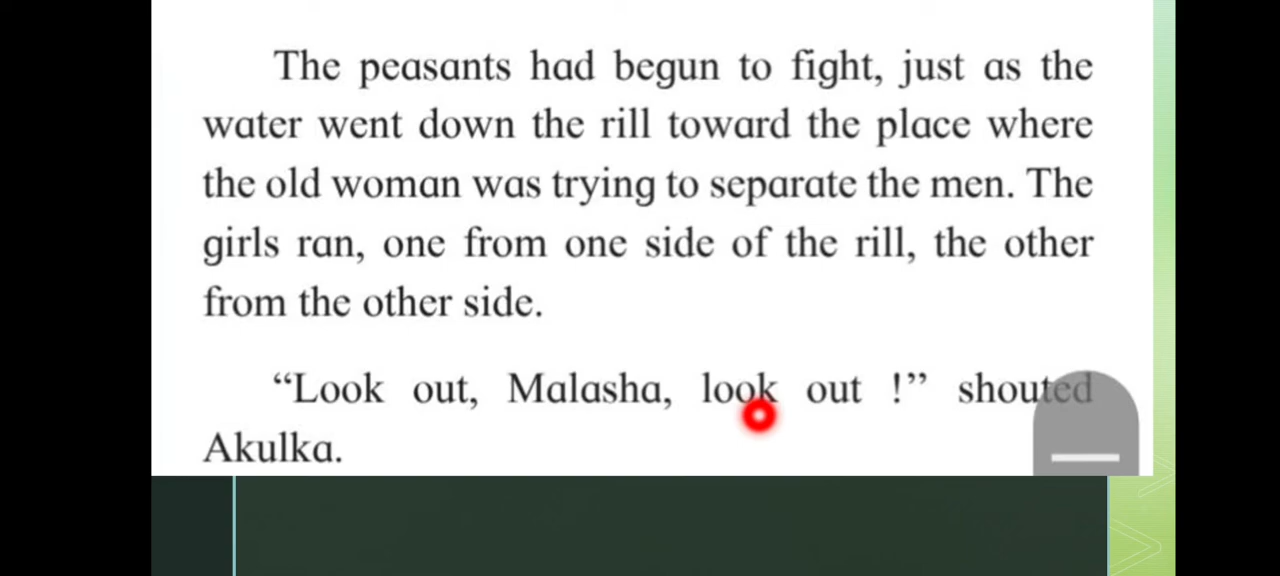 The peasants had begun to fight, just as the
water went down the rill toward the place where
the old woman was trying to separate the men. The
girls ran, one from one side of the rill, the other
from the other side.
“Look out, Malasha, look out !” shouted
Akulka.